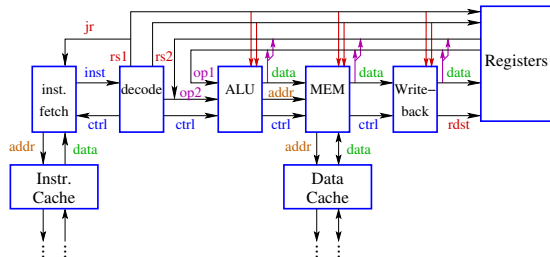 jr
rs1
rs2
Registers
inst
op1
data
data
data
inst.
fetch
decode
op2
ALU
addr
MEM
Write-
back
ctrl
ctrl
ctrl
ctrl
rdst
addr
data
addr
data
Instr.
Cache
Data
Cache